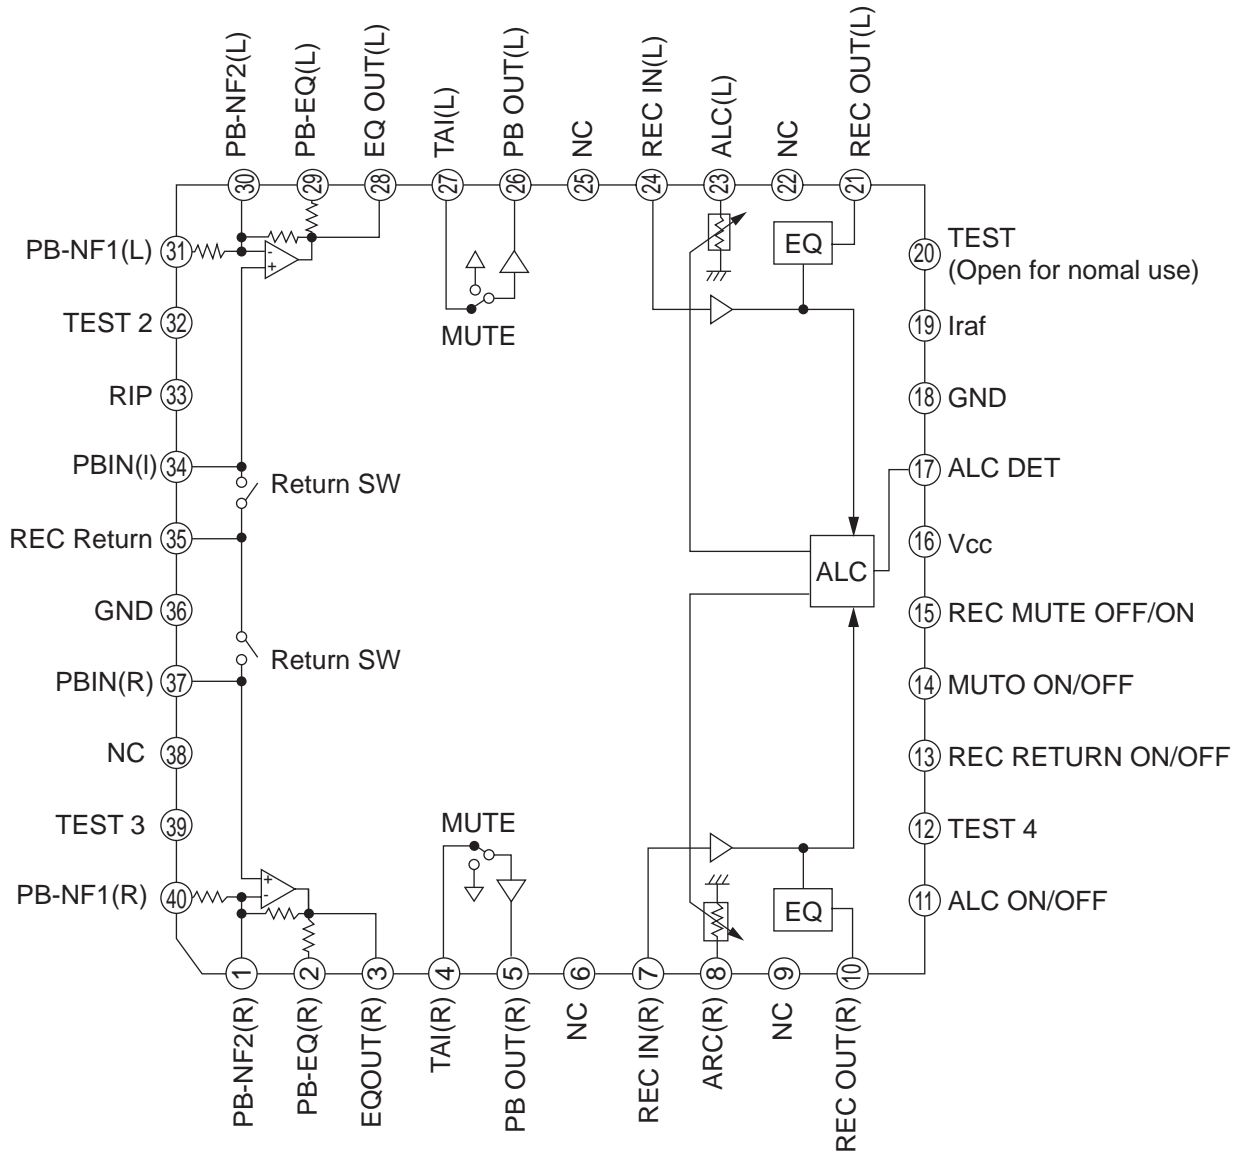 PB-NF2(L)
PB-EQ(L)
EQ OUT(L)
TAI(L)
PB OUT(L)
NC
REC IN(L)
ALC(L)
NC
REC OUT(L)
30
29
28
27
26
25
24
23
22
21
PB-NF1(L) 31
TEST 2 32
RIP 33
PBIN(l) 34
REC Return 35
GND 36
PBIN(R) 37
NC 38
TEST 3 39
PB-NF1(R) 40
-
+
MUTE
EQ
Return SW
ALC
Return SW
MUTE
+
-
EQ
20 TEST
(Open for nomal use)
19 Iraf
18 GND
17 ALC DET
16 Vcc
15 REC MUTE OFF/ON
14 MUTO ON/OFF
13 REC RETURN ON/OFF
12 TEST 4
11 ALC ON/OFF
1
2
3
4
5
6
7
8
9
10
PB-NF2(R)
PB-EQ(R)
EQOUT(R)
TAI(R)
PB OUT(R)
NC
REC IN(R)
ARC(R)
NC
REC OUT(R)